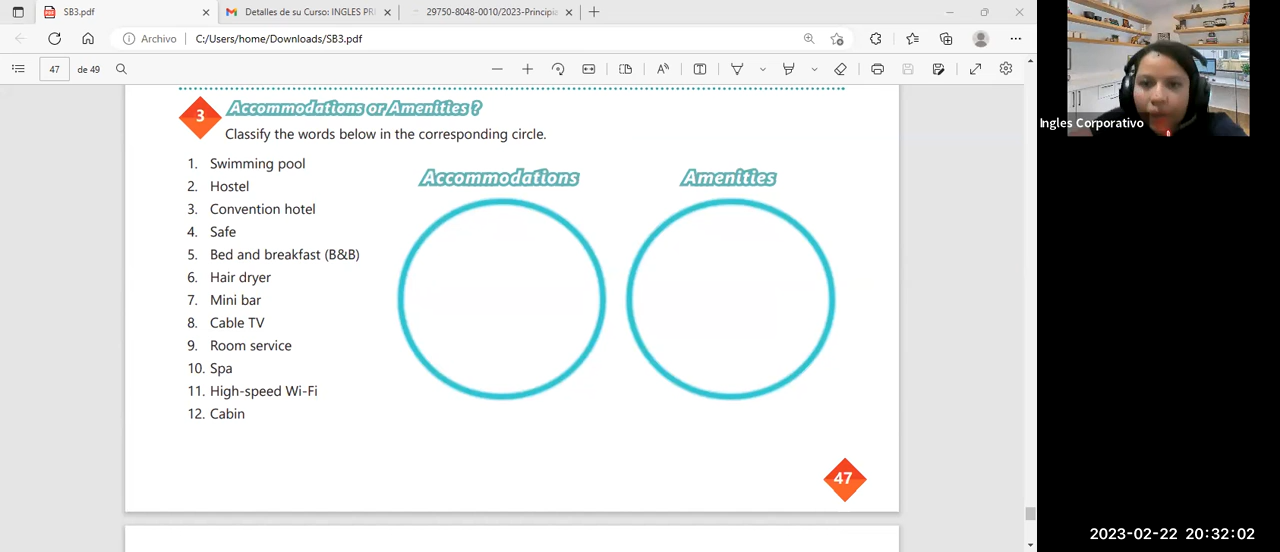 SB3.pdf
Detalles de su Curso: INGLES PRI
29750-8048-0010/2023-Principia
Archivo
C:/Users/home/Downloads/SB3.pdf
47
de 49
3
Accommodations or Amenities ?
Classify the words below in the corresponding circle.
1. Swimming pool
2. Hostel
3. Convention hotel
4. Safe
5. Bed and breakfast (B&B)
6. Hair dryer
7. Mini bar
8. Cable TV
9. Room service
10. Spa
11. High-speed Wi-Fi
12. Cabin
Accommodations
Amenities
47
Ingles Corporativo
2023-02-22 20:32:02